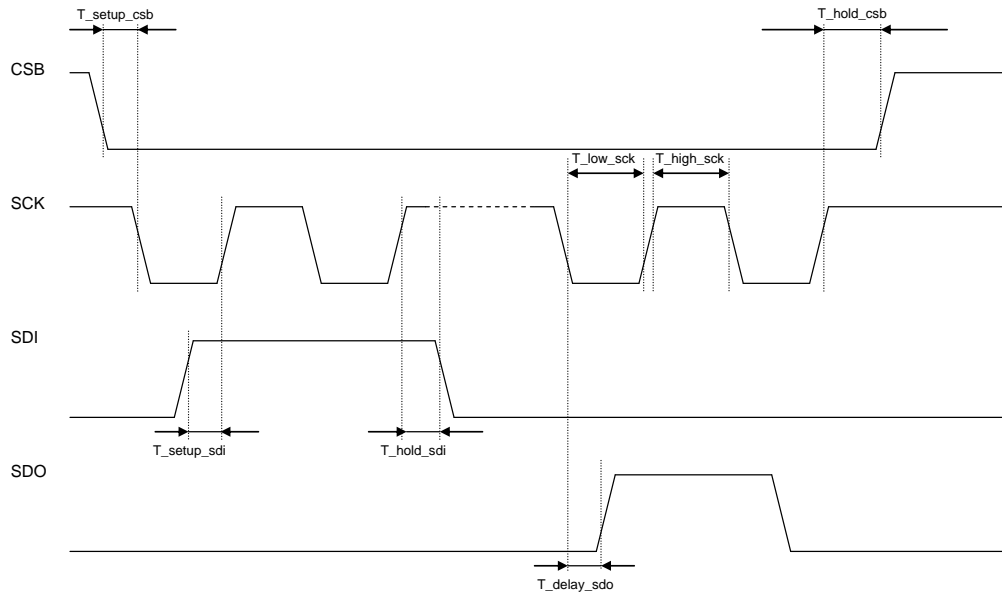 T_setup_csb
T_hold_csb
CSB
T_low_sck
T_high_sck
SCK
SDI
T_setup_sdi
T_hold_sdi
SDO
T_delay_sdo